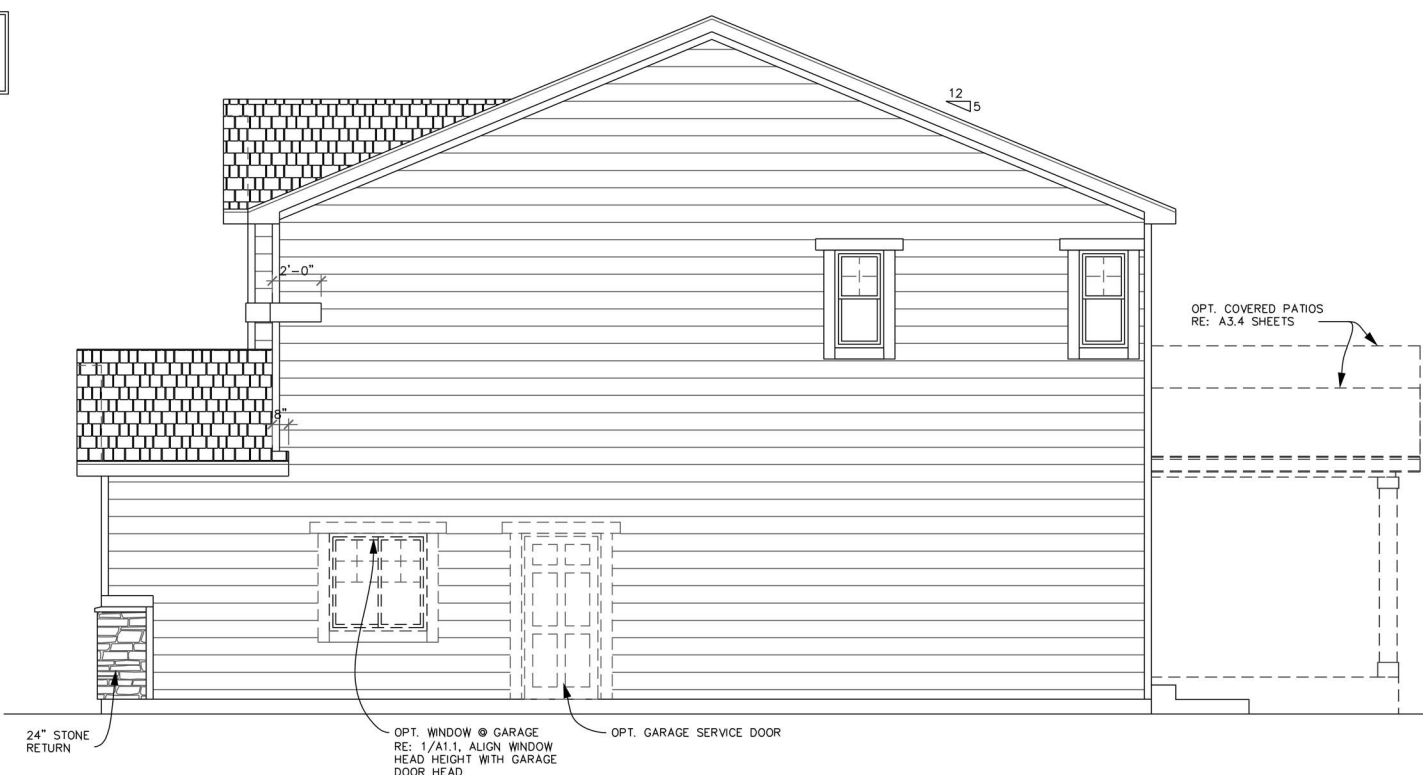 12
5
2'-0"
OPT. COVERED PATIOS
RE: A3.4 SHEETS
8"
24" STONE
RETURN
OPT. WINDOW @ GARAGE
RE: 1/A1.1, ALIGN WINDOW
HEAD HEIGHT WITH GARAGE
DOOR HEAD
OPT. GARAGE SERVICE DOOR